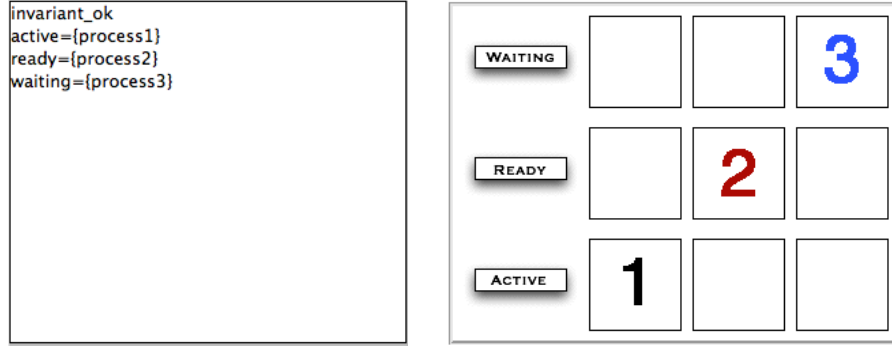 invariant_ok
active={process1}
ready={process2}
waiting={process3}
WAITING
3
READY
2
ACTIVE
1